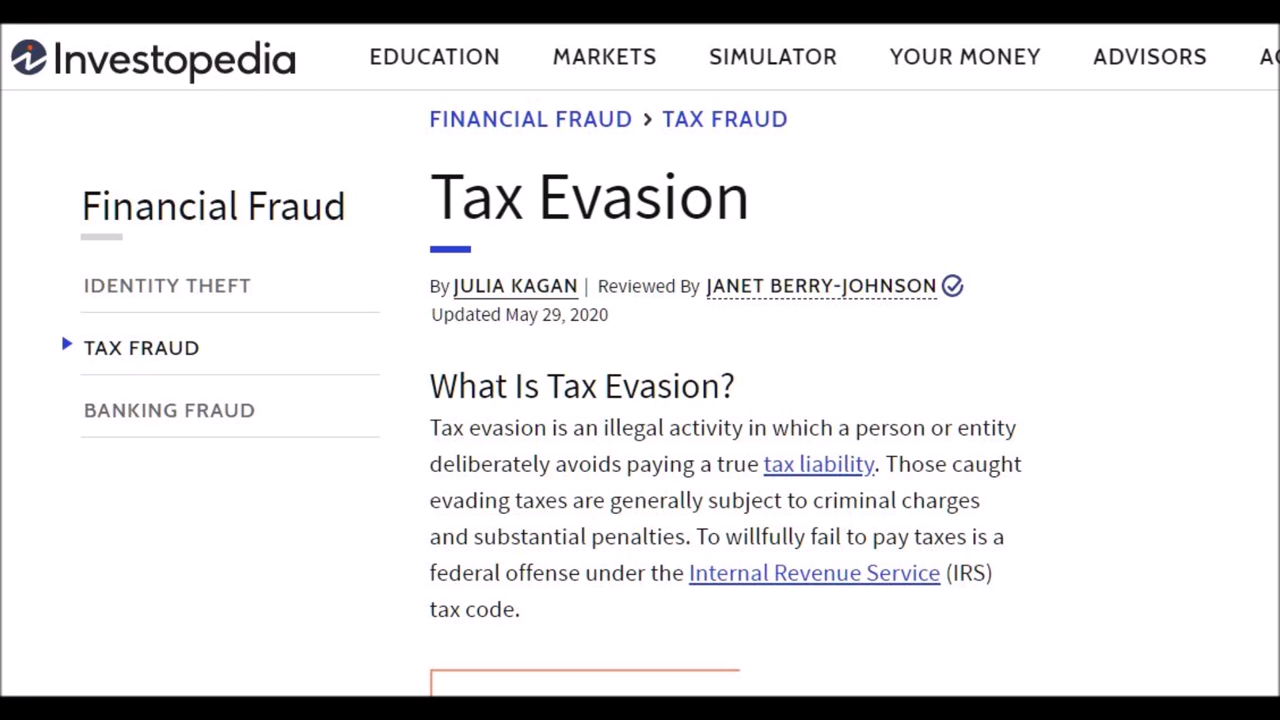 Investopedia EDUCATION MARKETS SIMULATOR YOUR MONEY ADVISORS
FINANCIAL FRAUD > TAX FRAUD
Financial Fraud
IDENTITY THEFT
TAX FRAUD
BANKING FRAUD
Tax Evasion
By JULIA KAGAN | Reviewed By JANET BERRY-JOHNSON
Updated May 29, 2020
What Is Tax Evasion?
Tax evasion is an illegal activity in which a person or entity
deliberately avoids paying a true tax liability. Those caught
evading taxes are generally subject to criminal charges
and substantial penalties. To willfully fail to pay taxes is a
federal offense under the Internal Revenue Service (IRS)
tax code.